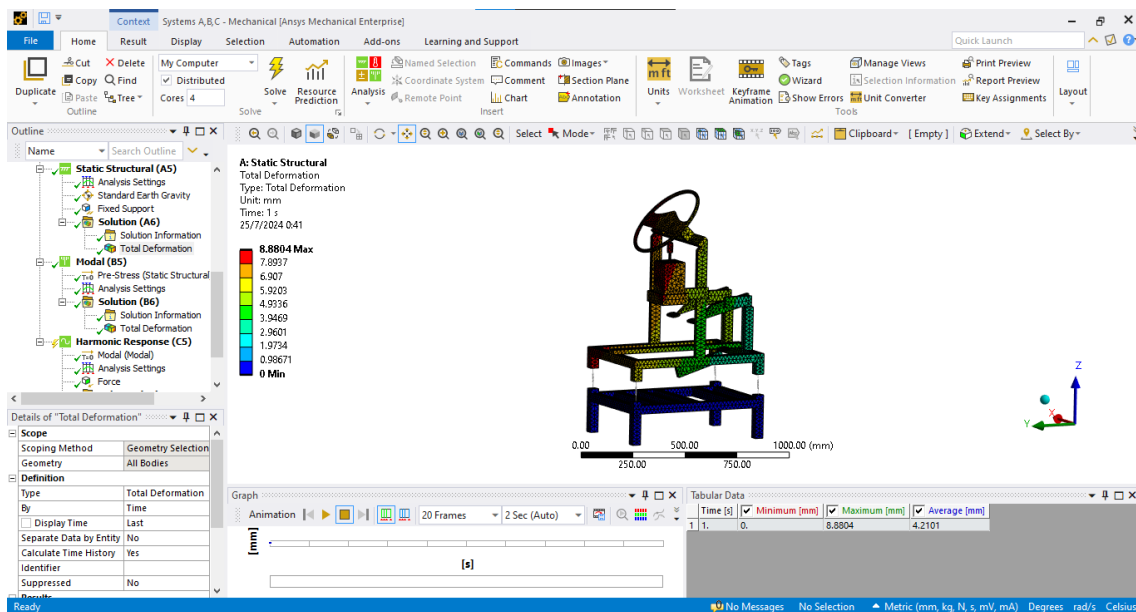 Context
Systems A,B,C - Mechanical [Ansys Mechanical Enterprise]
File Home Result Display Selection Automation Add-ons Learning and Support Quick Launch
Duplicate
Cut
Copy
Paste
Delete
Find
Tree
Outline
My Computer
Distributed
Cores 4
Solve
Resource Prediction
Solve
Analysis
Named Selection
Coordinate System
Remote Point
Commands
Comment
Chart
Images
Section Plane
Annotation
Insert
Units
Worksheet
Keyframe Animation
Tags
Wizard
Show Errors
Manage Views
Selection Information
Unit Converter
Print Preview
Report Preview
Key Assignments
Tools
Layout
Outline
Name Search Outline
Static Structural (A5)
Analysis Settings
Standard Earth Gravity
Fixed Support
Solution (A6)
Solution Information
Total Deformation
Modal (B5)
T=0 Pre-Stress (Static Structural
Analysis Settings
Solution (B6)
Solution Information
Total Deformation
Harmonic Response (C5)
T=0 Modal (Modal)
Analysis Settings
Force
Select Mode Clipboard [ Empty ] Extend Select By
A: Static Structural
Total Deformation
Type: Total Deformation
Unit: mm
Time: 1 s
25/7/2024 0:41
8.8804 Max
7.8937
6.907
5.9203
4.9336
3.9469
2.9601
1.9734
0.98671
0 Min
0.00 500.00 1000.00 (mm)
250.00 750.00
Z
Y X
Details of "Total Deformation"
Scope
Scoping Method Geometry Selection
Geometry All Bodies
Definition
Type Total Deformation
By Time
Display Time Last
Separate Data by Entity No
Calculate Time History Yes
Identifier
Suppressed No
Results
Graph
Animation 20 Frames 2 Sec (Auto)
[mm]
[s]
Tabular Data
Time [s] Minimum [mm] Maximum [mm] Average [mm]
1 1. 0. 8.8804 4.2101
Ready No Messages No Selection Metric (mm, kg, N, s, mV, mA) Degrees rad/s Celsius